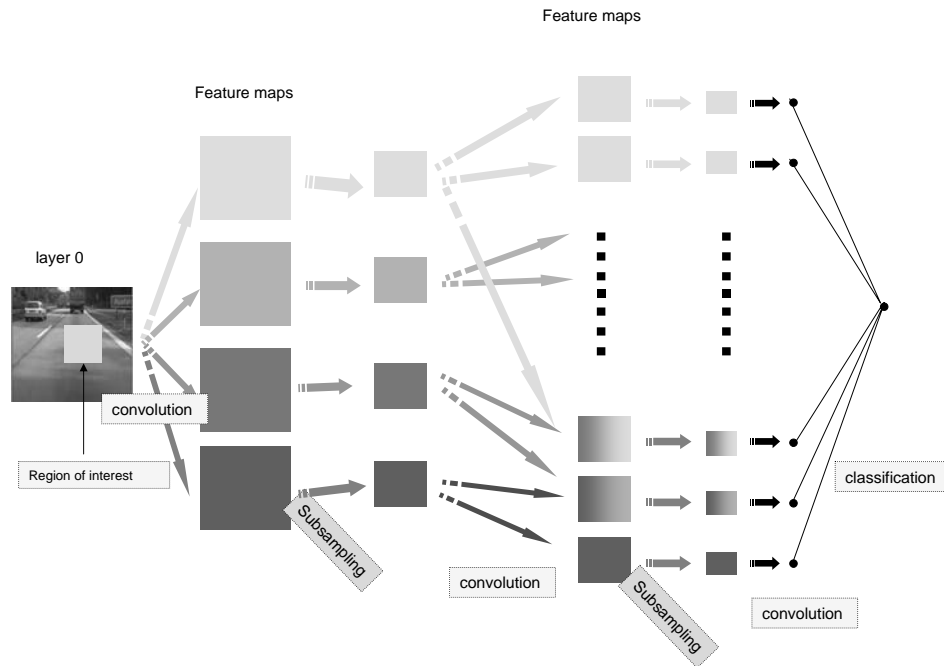 Feature maps
Feature maps
layer 0
convolution
Region of interest
Subsampling
convolution
Subsampling
convolution
classification